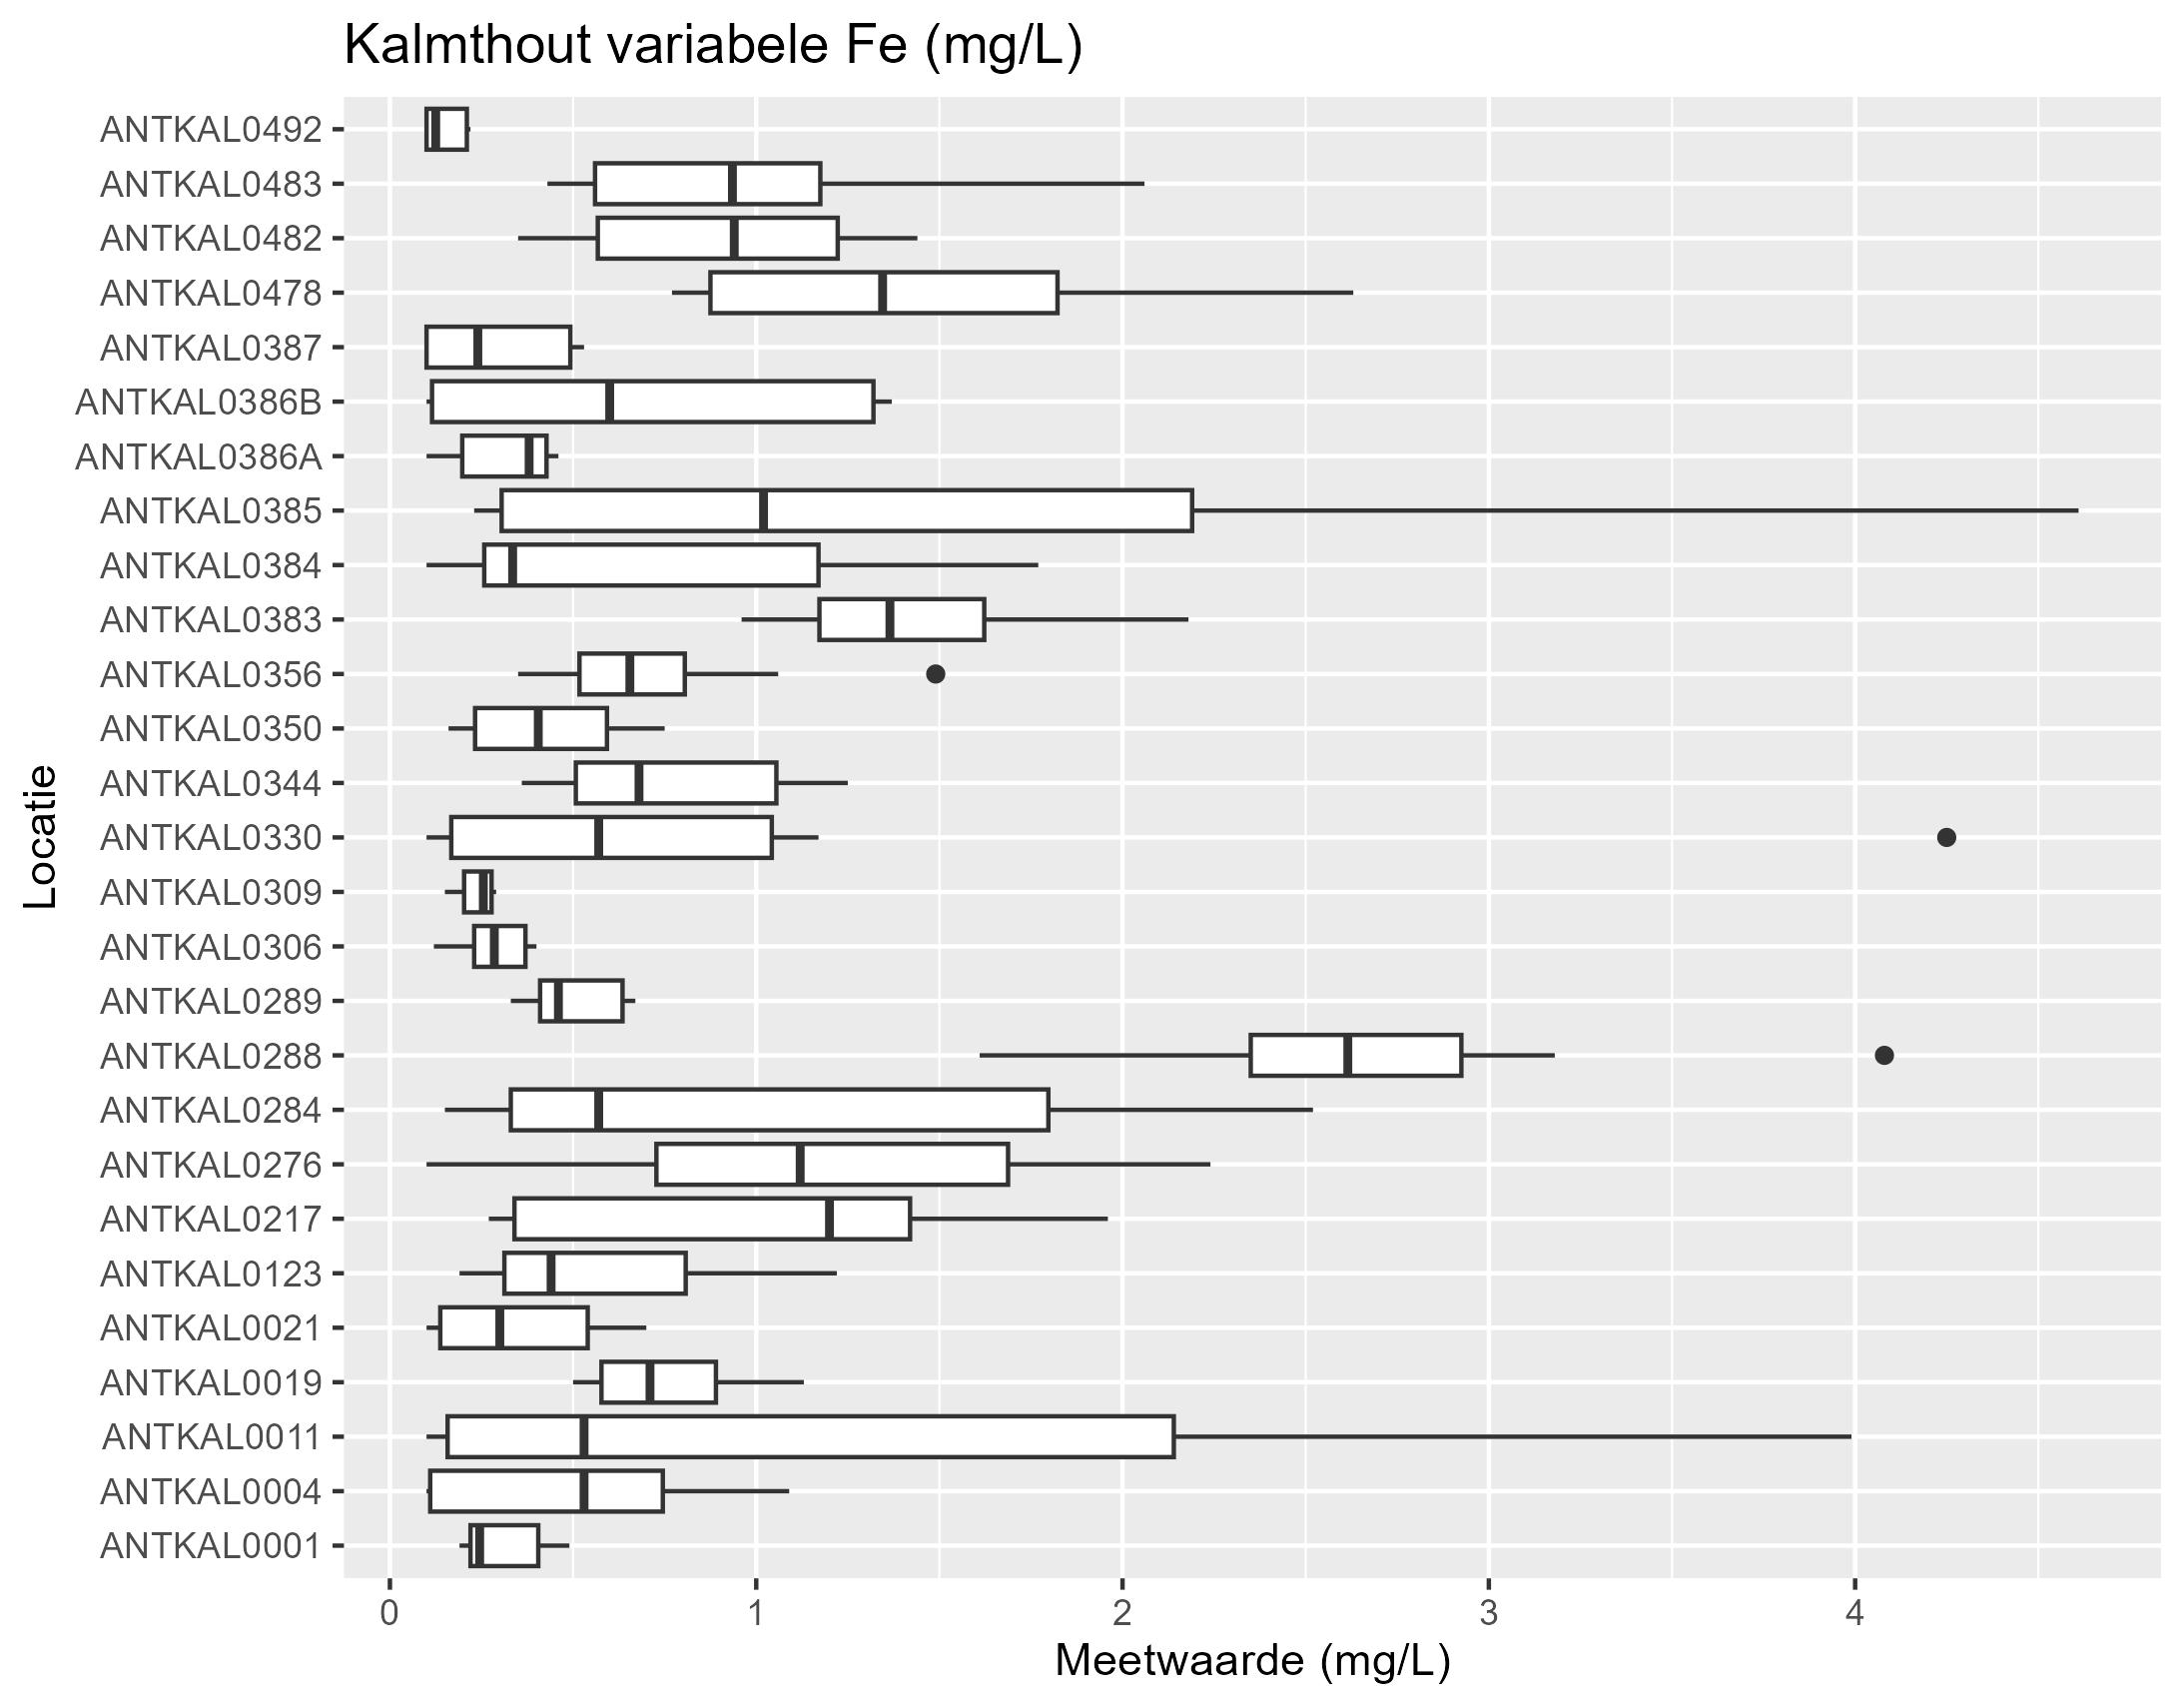 Kalmthout variabele Fe (mg/L)
ANTKAL0492
ANTKAL0483
ANTKAL0482
ANTKAL0478
ANTKAL0387
ANTKAL0386B
ANTKAL0386A
ANTKAL0385
ANTKAL0384
ANTKAL0383
ANTKAL0356
ANTKAL0350
ANTKAL0344
ANTKAL0330
ANTKAL0309
ANTKAL0306
ANTKAL0289
ANTKAL0288
ANTKAL0284
ANTKAL0276
ANTKAL0217
ANTKAL0123
ANTKAL0021
ANTKAL0019
ANTKAL0011
ANTKAL0004
ANTKAL0001
Locatie
0 1 2 3 4
Meetwaarde (mg/L)